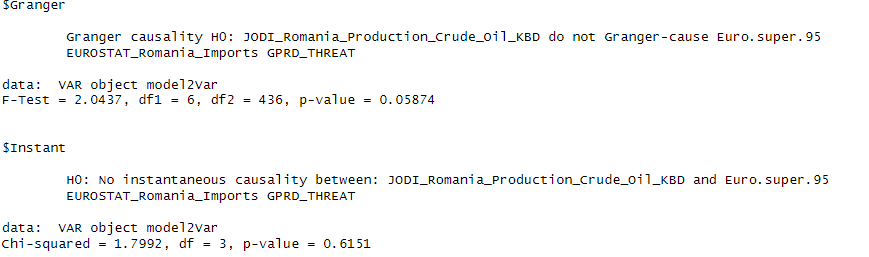 $Granger
Granger causality H0: JODI_Romania_Production_Crude_Oil_KBD do not Granger-cause Euro.super.95
EUROSTAT_Romania_Imports GPRD_THREAT
data:  VAR object model2Var
F-Test = 2.0437, df1 = 6, df2 = 436, p-value = 0.05874
$Instant
H0: No instantaneous causality between: JODI_Romania_Production_Crude_Oil_KBD and Euro.super.95
EUROSTAT_Romania_Imports GPRD_THREAT
data:  VAR object model2Var
Chi-squared = 1.7992, df = 3, p-value = 0.6151